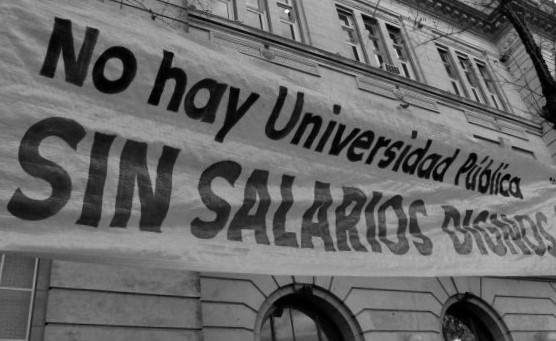 No hay Universidad Pública
SIN SALARIOS DIGNOS